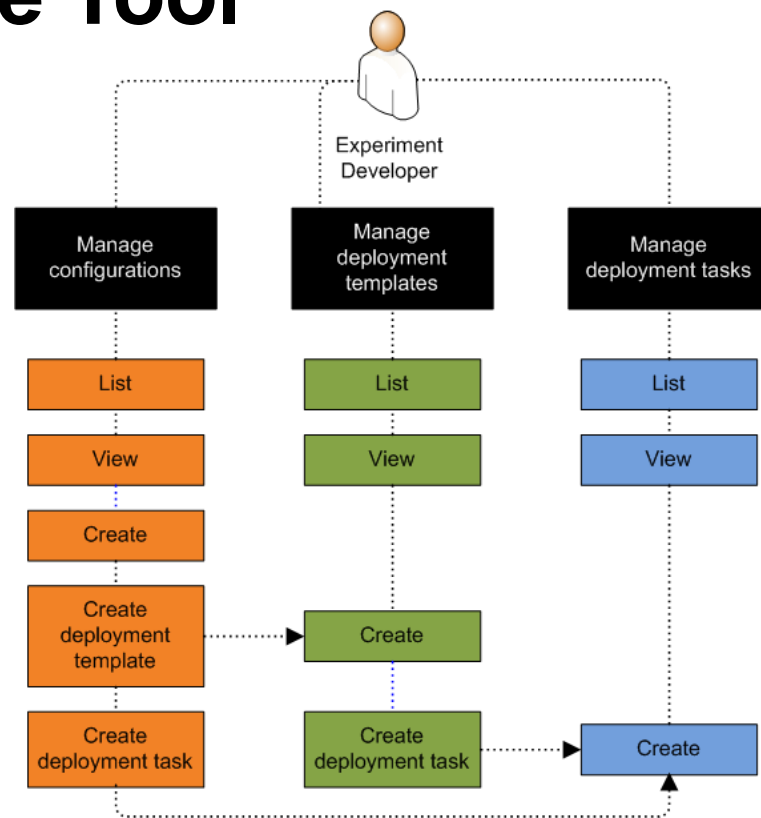 e Tool
Experiment
Developer
Manage
configurations
Manage
deployment
templates
Manage
deployment tasks
List
List
List
View
View
View
Create
Create
deployment
template
Create
Create
deployment task
Create
deployment task
Create